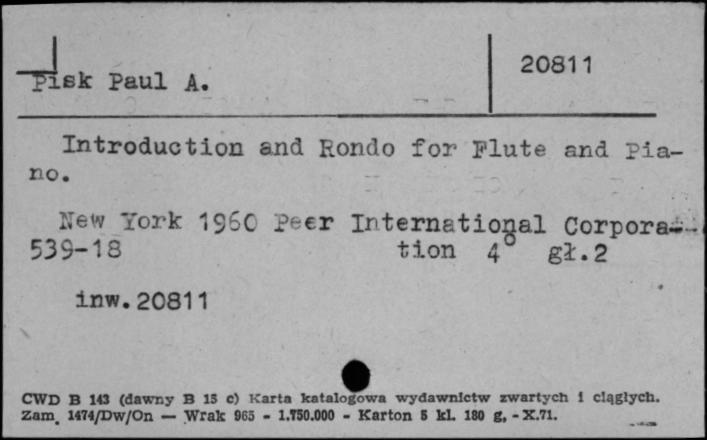 Pisk Paul A.
20811
Introduction and Rondo for Flute and Pia-
no.
New York 1960 Peer International Corpora-
539-18 tion 4° gł.2
inw.20811
CWD B 143 (dawny B 15 c) Karta katalogowa wydawnictw zwartych i ciągłych.
Zam. 1474/Dw/On — Wrak 965 - 1.750.000 - Karton 5 kl. 180 g, -X.71.